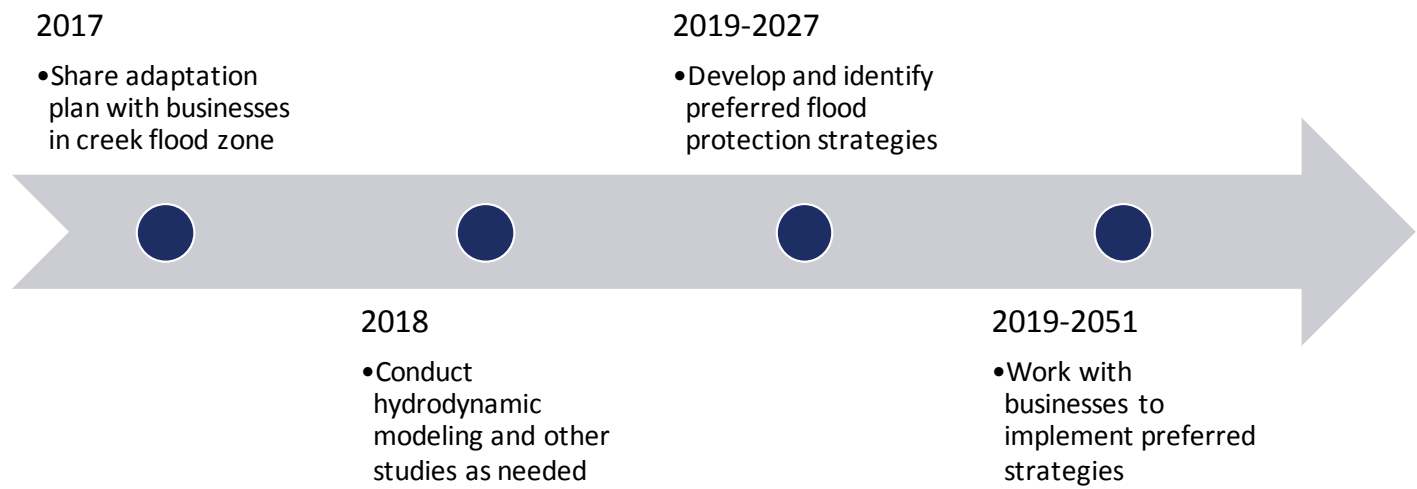 2017
•Share adaptation
plan with businesses
in creek flood zone
2018
•Conduct
hydrodynamic
modeling and other
studies as needed
2019-2027
•Develop and identify
preferred flood
protection strategies
2019-2051
•Work with
businesses to
implement preferred
strategies